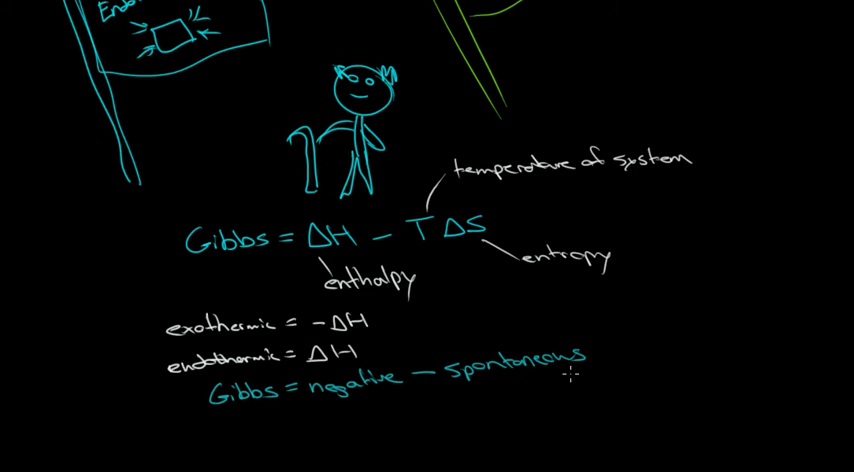 temperature of system
Gibbs = ΔH - TΔS
entropy
enthalpy
exothermic = -ΔH
endothermic = ΔH
Gibbs = negative - spontaneous